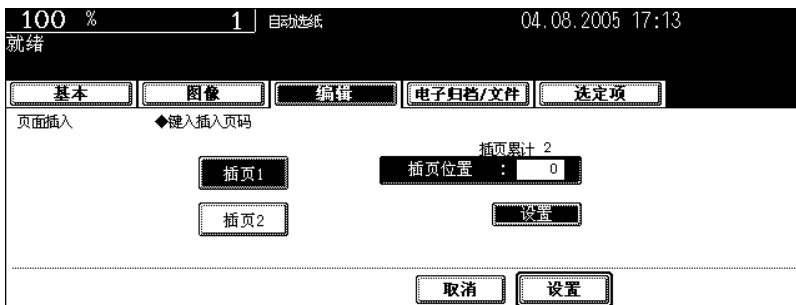 100 % 1 自动选纸 04.08.2005 17:13
就绪
基本 图像 编辑 电子归档/文件 选定项
页面插入 ◆键入插入页码
插页累计 2
插页1 插页位置 : 0
插页2 设置
取消 设置